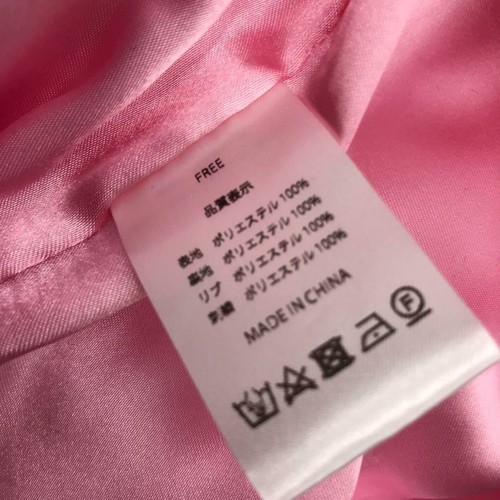 FREE
品質表示
表地 ポリエステル 100%
裏地 ポリエステル 100%
リブ ポリエステル 100%
刺繍 ポリエステル 100%
MADE IN CHINA
F